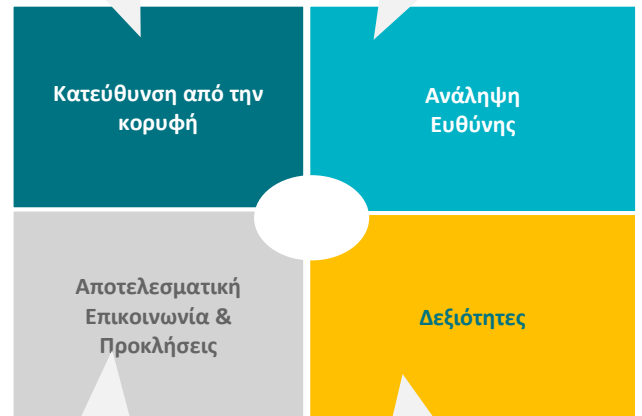 Κατεύθυνση από την
κορυφή
Ανάληψη
Ευθύνης
Αποτελεσματική
Επικοινωνία &
Προκλήσεις
Δεξιότητες